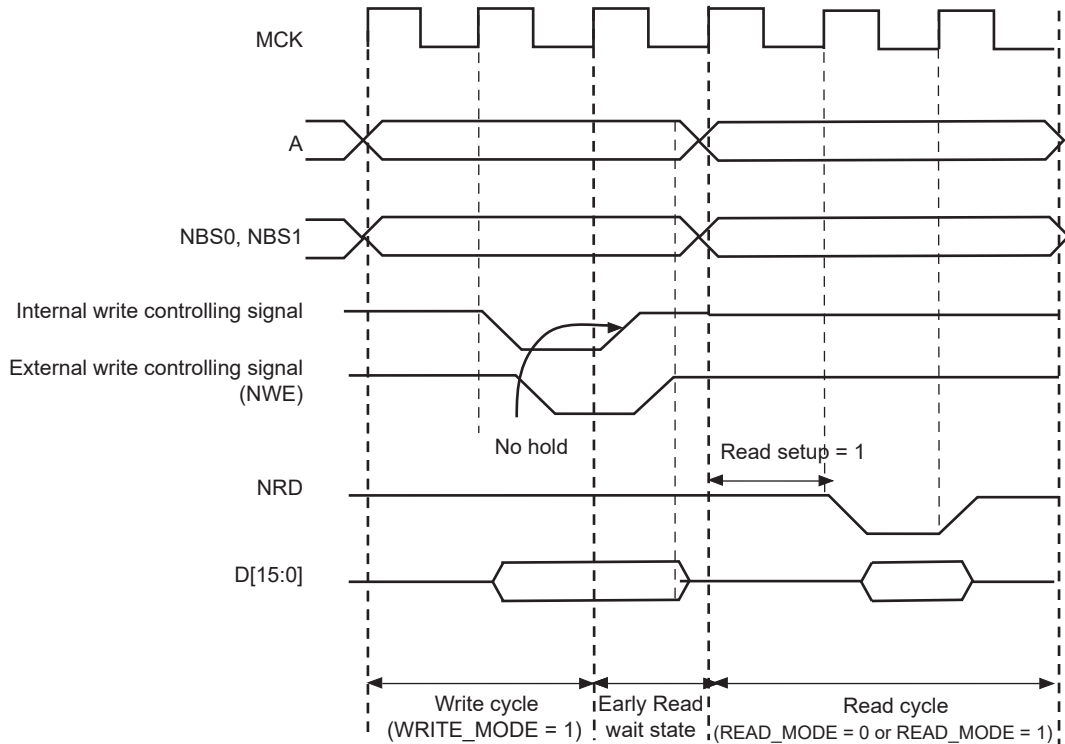 MCK
A
NBS0, NBS1
Internal write controlling signal
External write controlling signal
(NWE)
No hold
Read setup = 1
NRD
D[15:0]
Write cycle
(WRITE_MODE = 1)
Early Read
wait state
Read cycle
(READ_MODE = 0 or READ_MODE = 1)